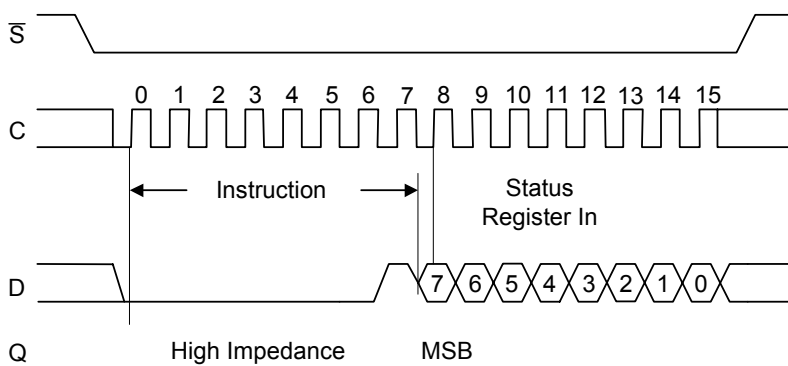 S̅
0 1 2 3 4 5 6 7 8 9 10 11 12 13 14 15
C
Instruction
Status
Register In
D
7 6 5 4 3 2 1 0
Q
High Impedance
MSB